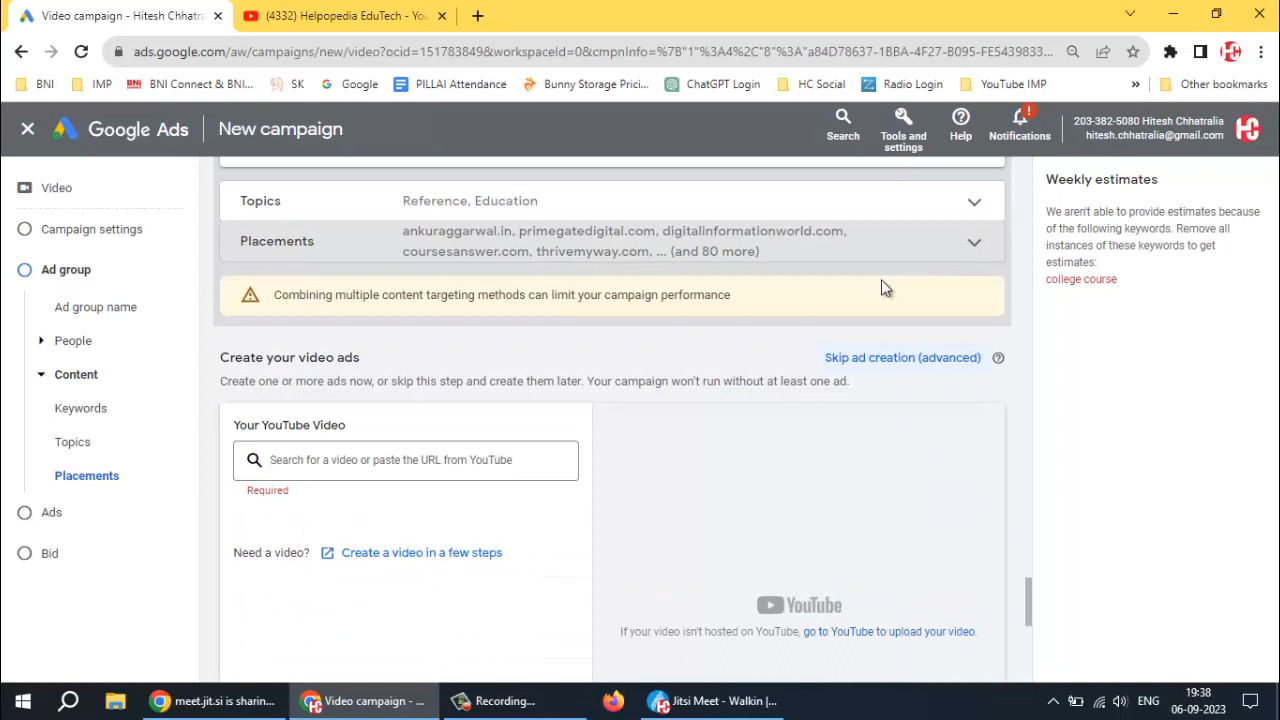 Video campaign - Hitesh Chhatra
(4332) Helpopedia EduTech - You
ads.google.com/aw/campaigns/new/video?ocid=151783849&workspaceId=0&cmpnInfo=%7B"1"%3A4%2C"8"%3A"a84D78637-1BBA-4F27-B095-FE5439833...
BNI
IMP
BNI Connect & BNI...
SK
Google
PILLAI Attendance
Bunny Storage Prici...
ChatGPT Login
HC Social
Radio Login
YouTube IMP
»
Other bookmarks
Google Ads
New campaign
Search
Tools and settings
Help
Notifications
203-382-5080 Hitesh Chhatralia
hitesh.chhatralia@gmail.com
Video
Campaign settings
Ad group
Ad group name
People
Content
Keywords
Topics
Placements
Ads
Bid
Topics
Reference, Education
Placements
ankuraggarwal.in, primegatedigital.com, digitalinformationworld.com,
coursesanswer.com, thrivemyway.com, ... (and 80 more)
Combining multiple content targeting methods can limit your campaign performance
Create your video ads
Skip ad creation (advanced)
Create one or more ads now, or skip this step and create them later. Your campaign won't run without at least one ad.
Your YouTube Video
Search for a video or paste the URL from YouTube
Required
Need a video?
Create a video in a few steps
YouTube
If your video isn't hosted on YouTube, go to YouTube to upload your video.
Weekly estimates
We aren't able to provide estimates because
of the following keywords. Remove all
instances of these keywords to get
estimates:
college course
meet.jit.si is sharin...
Video campaign - ...
Recording...
Jitsi Meet - Walkin |...
ENG
19:38
06-09-2023